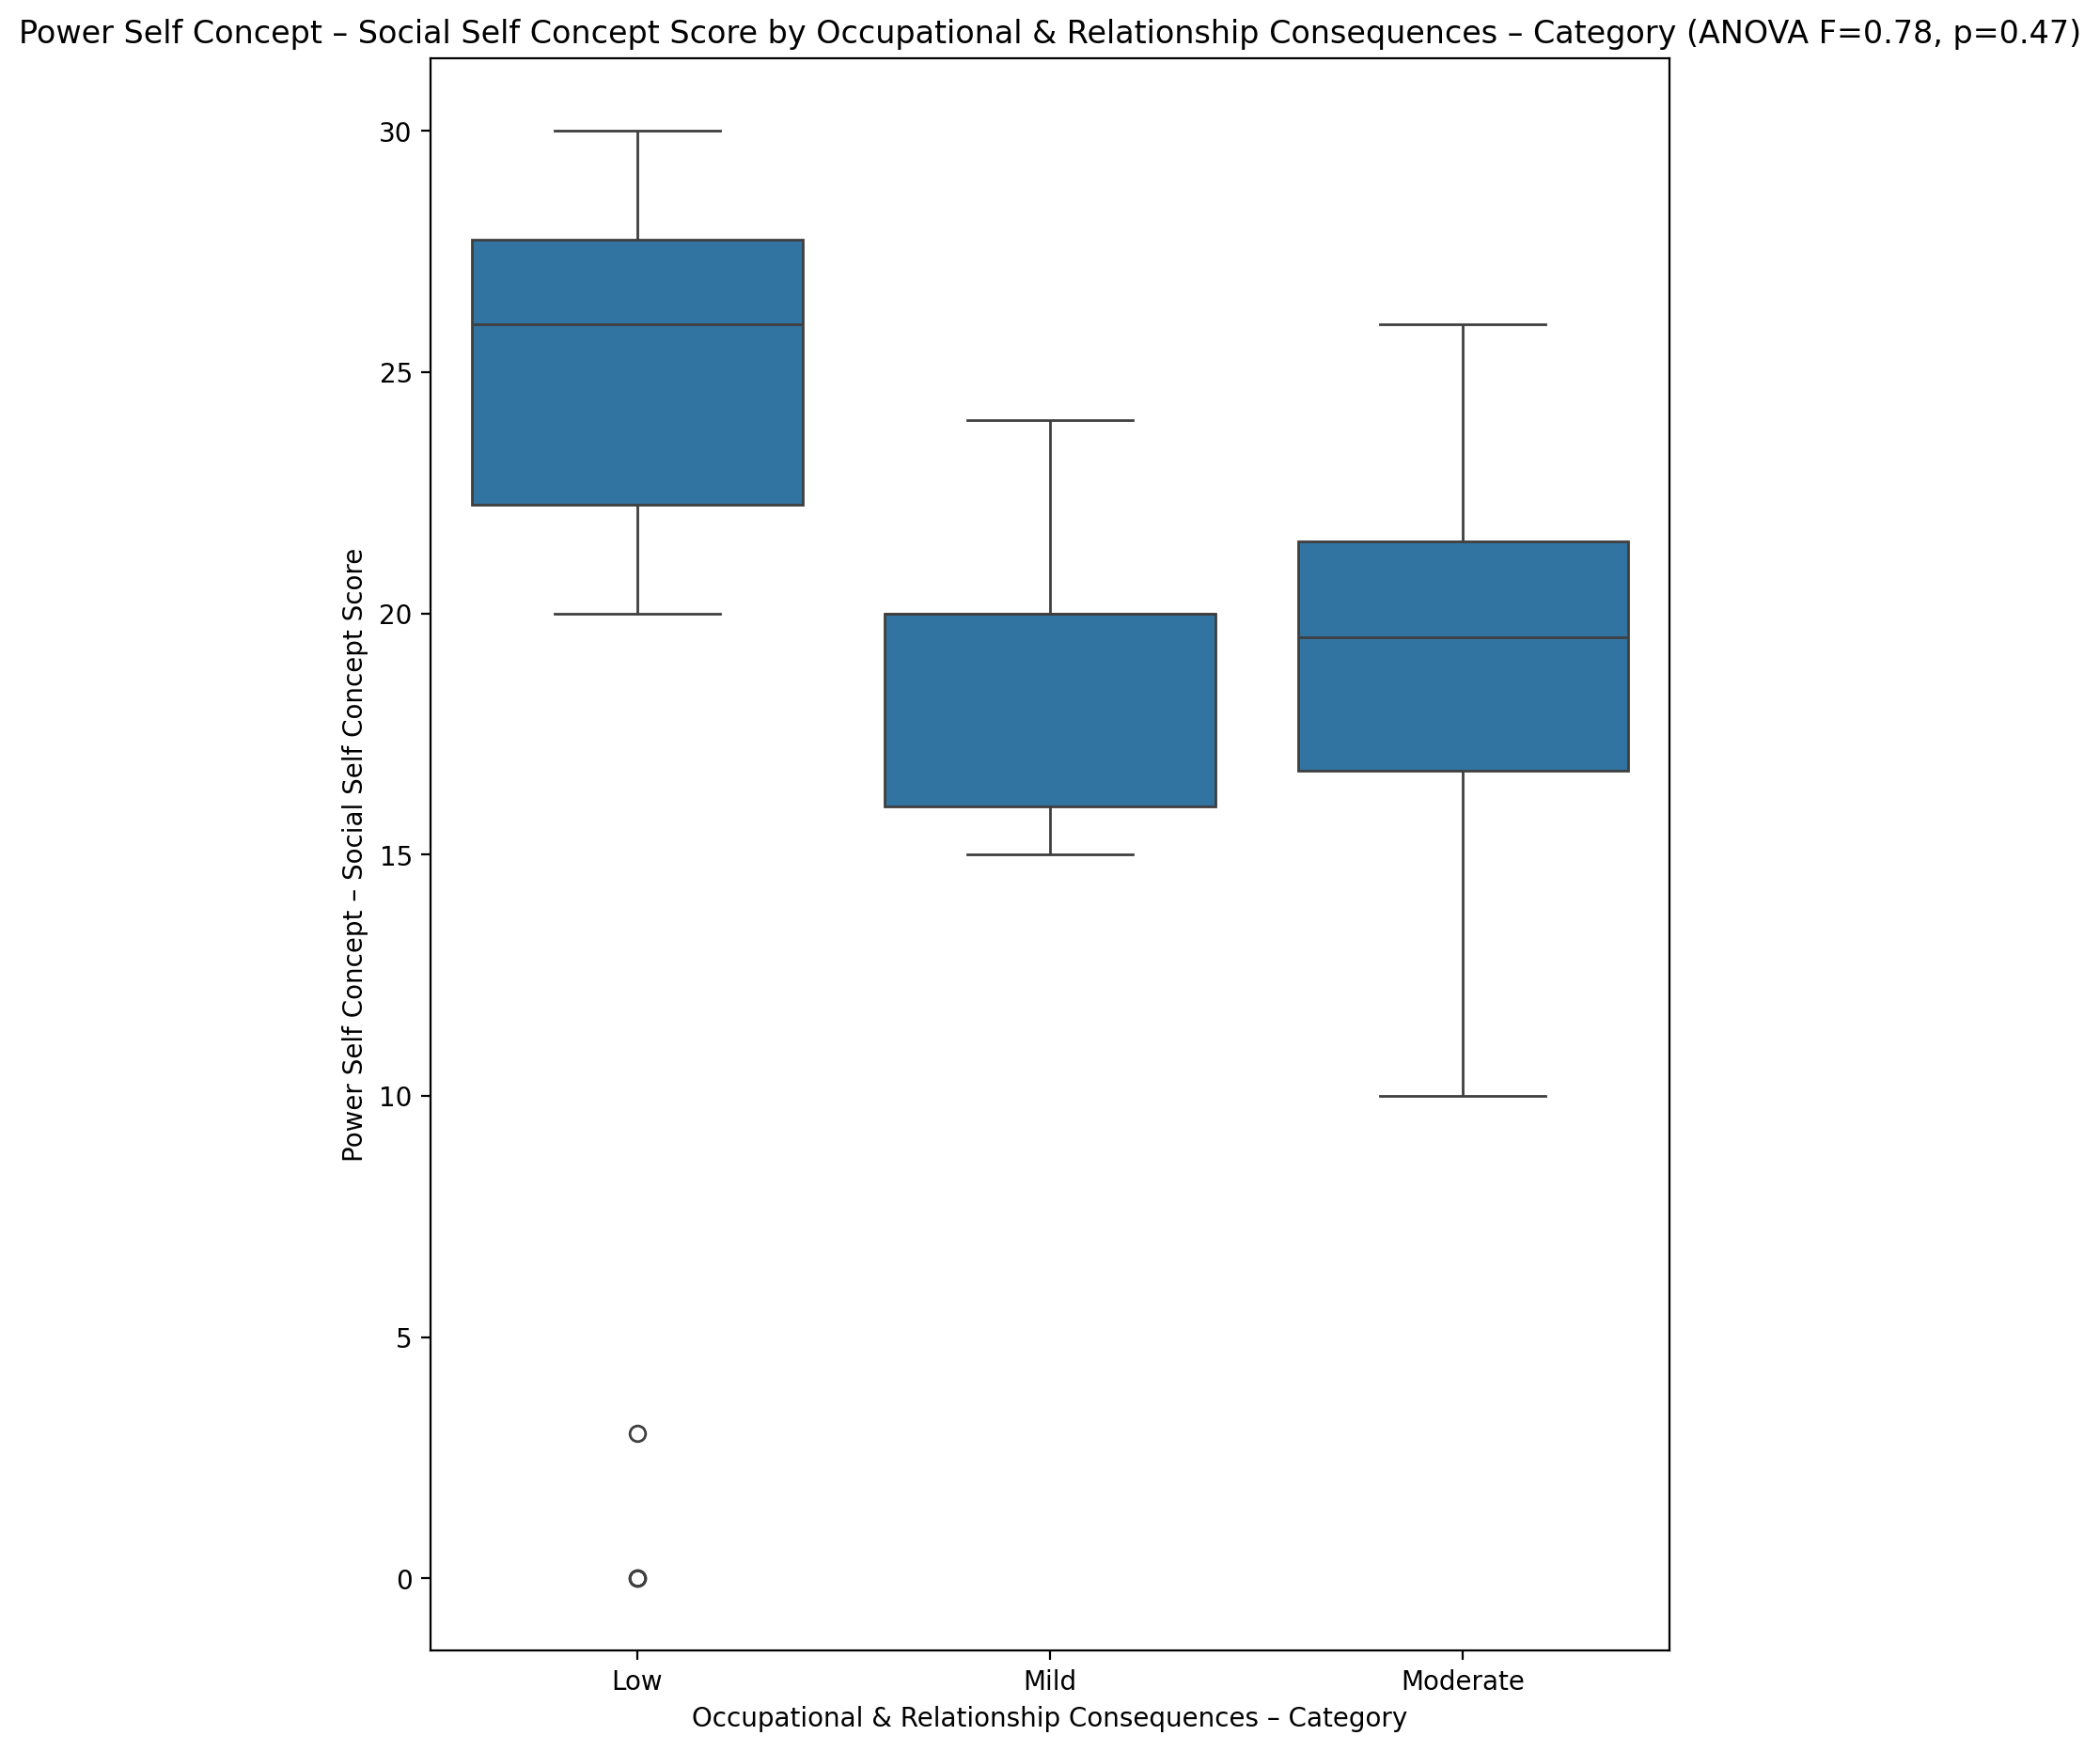 Power Self Concept – Social Self Concept Score by Occupational & Relationship Consequences – Category (ANOVA F=0.78, p=0.47)
Power Self Concept – Social Self Concept Score
30
25
20
15
10
5
0
Low
Mild
Moderate
Occupational & Relationship Consequences – Category